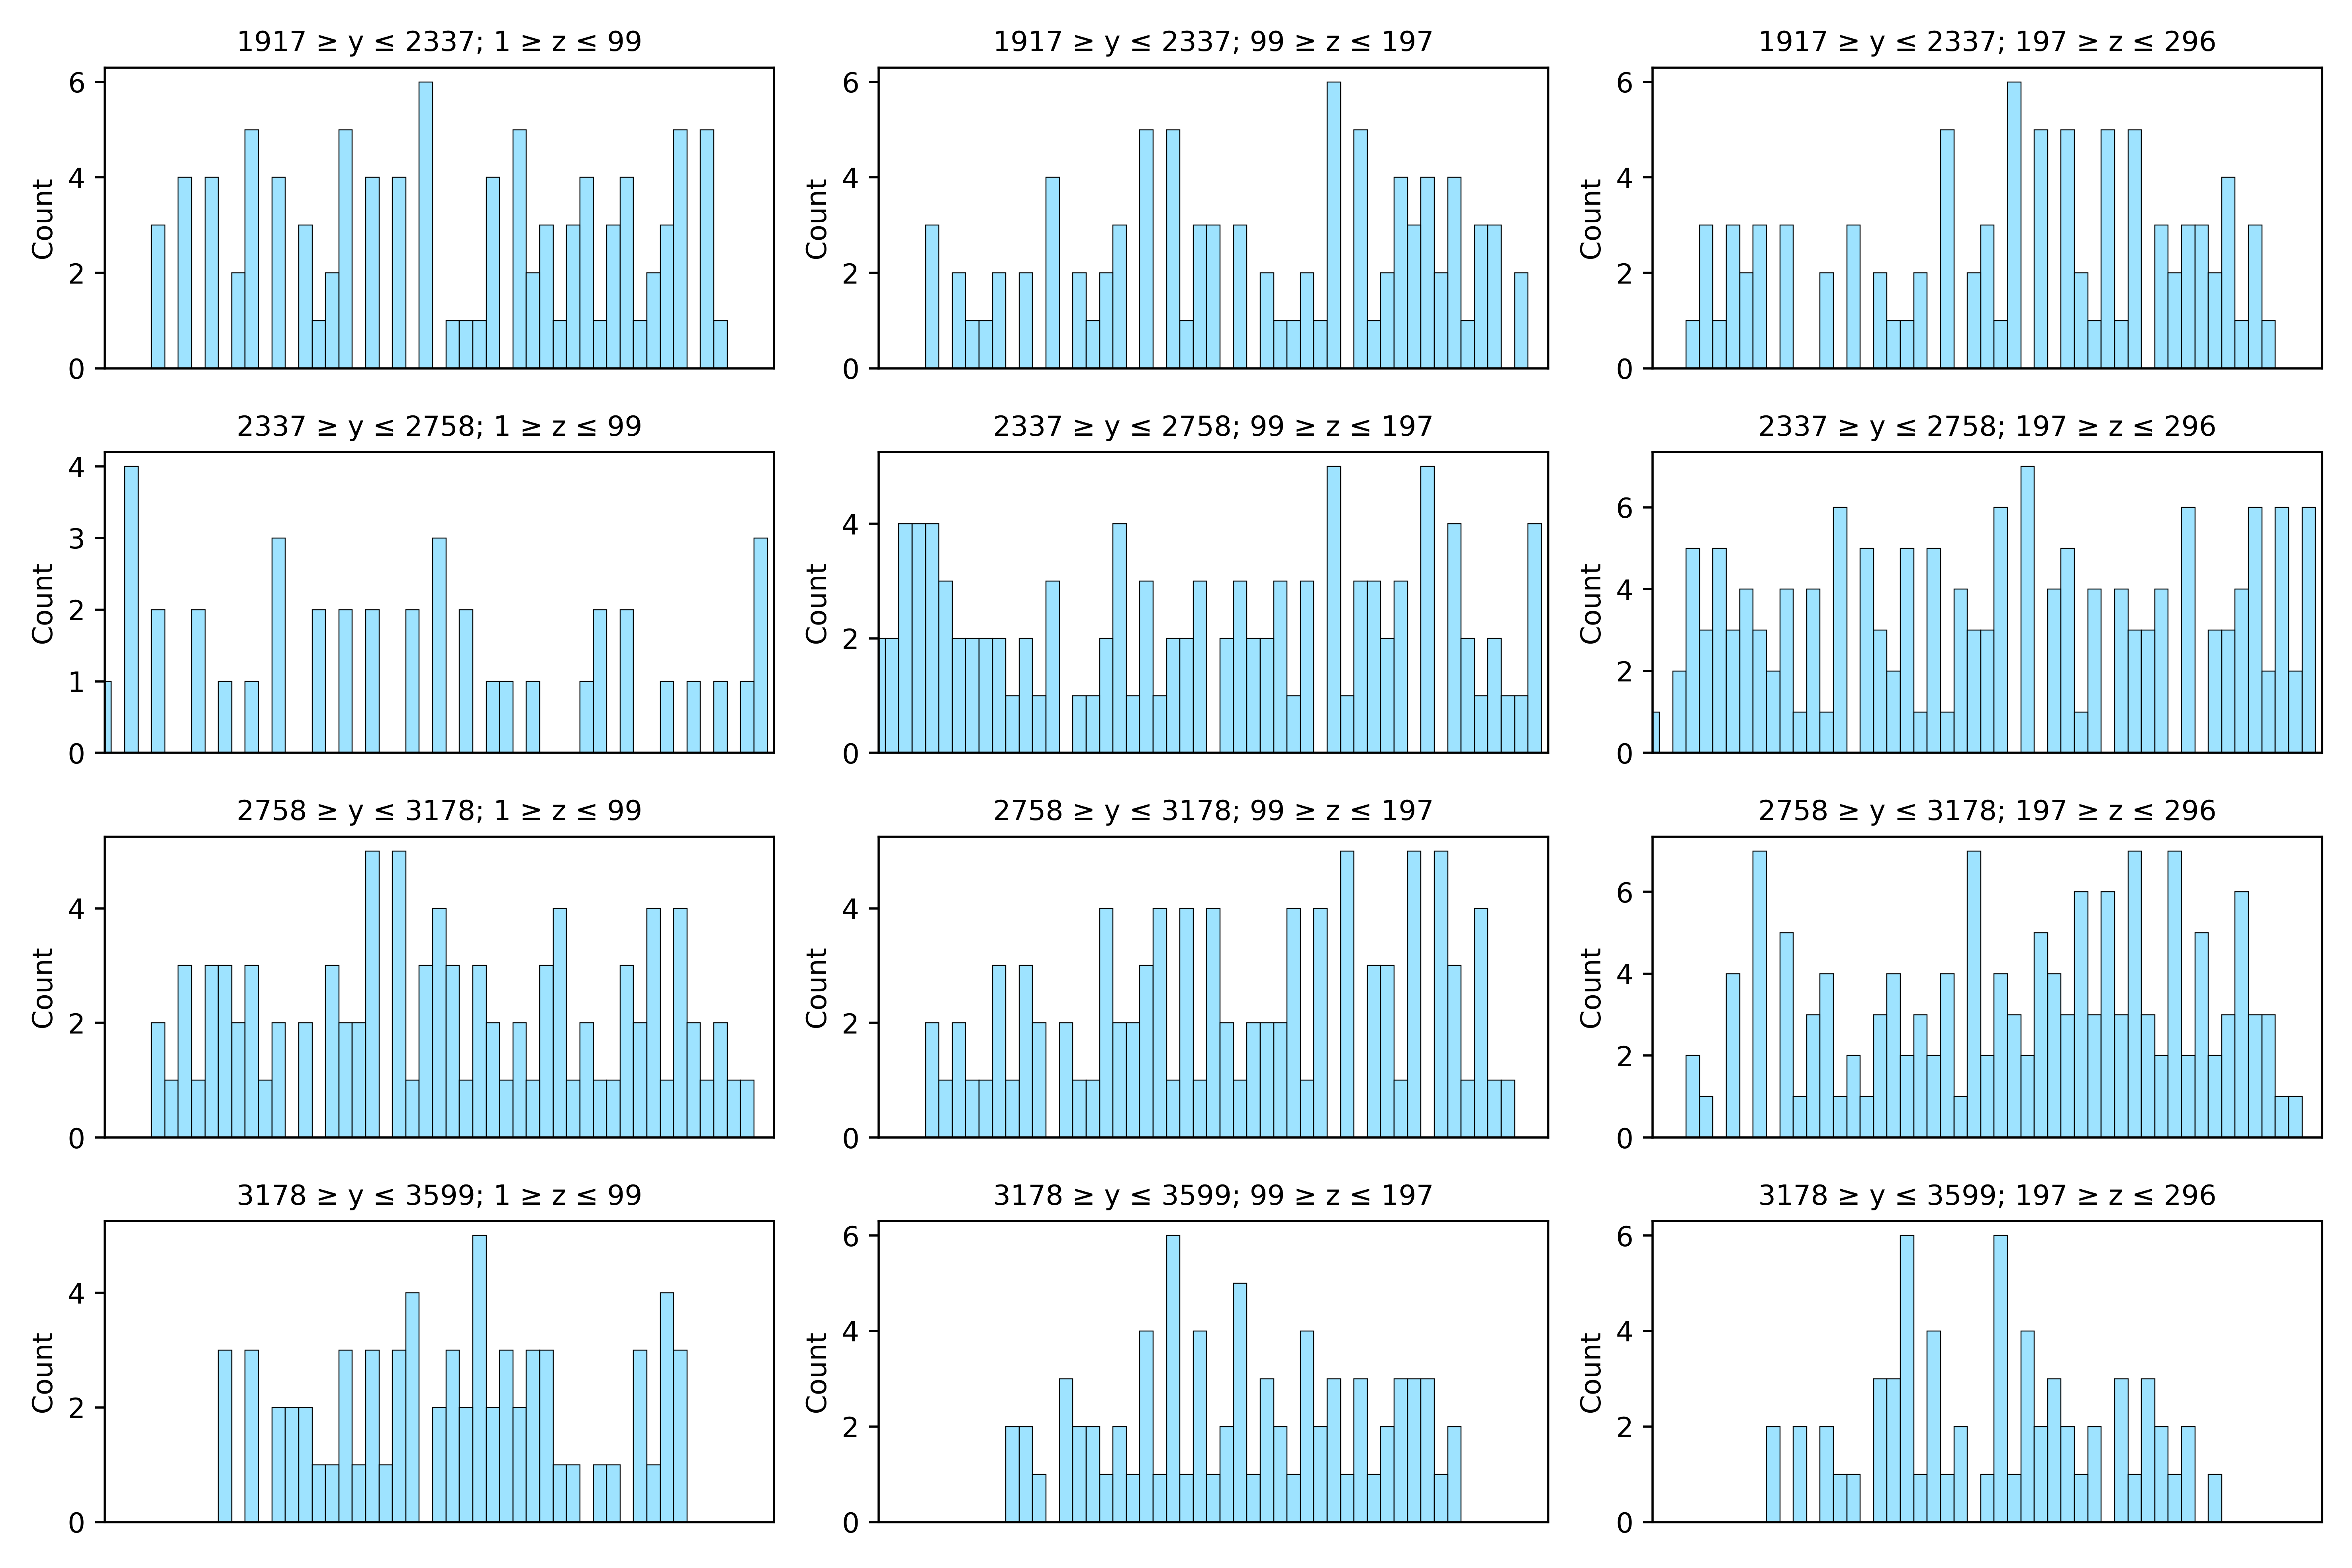 1917 ≥ y ≤ 2337; 1 ≥ z ≤ 99
6
4
2
0
Count
1917 ≥ y ≤ 2337; 99 ≥ z ≤ 197
6
4
2
0
Count
1917 ≥ y ≤ 2337; 197 ≥ z ≤ 296
6
4
2
0
Count
2337 ≥ y ≤ 2758; 1 ≥ z ≤ 99
4
3
2
1
0
Count
2337 ≥ y ≤ 2758; 99 ≥ z ≤ 197
4
2
0
Count
2337 ≥ y ≤ 2758; 197 ≥ z ≤ 296
6
4
2
0
Count
2758 ≥ y ≤ 3178; 1 ≥ z ≤ 99
4
2
0
Count
2758 ≥ y ≤ 3178; 99 ≥ z ≤ 197
4
2
0
Count
2758 ≥ y ≤ 3178; 197 ≥ z ≤ 296
6
4
2
0
Count
3178 ≥ y ≤ 3599; 1 ≥ z ≤ 99
4
2
0
Count
3178 ≥ y ≤ 3599; 99 ≥ z ≤ 197
6
4
2
0
Count
3178 ≥ y ≤ 3599; 197 ≥ z ≤ 296
6
4
2
0
Count